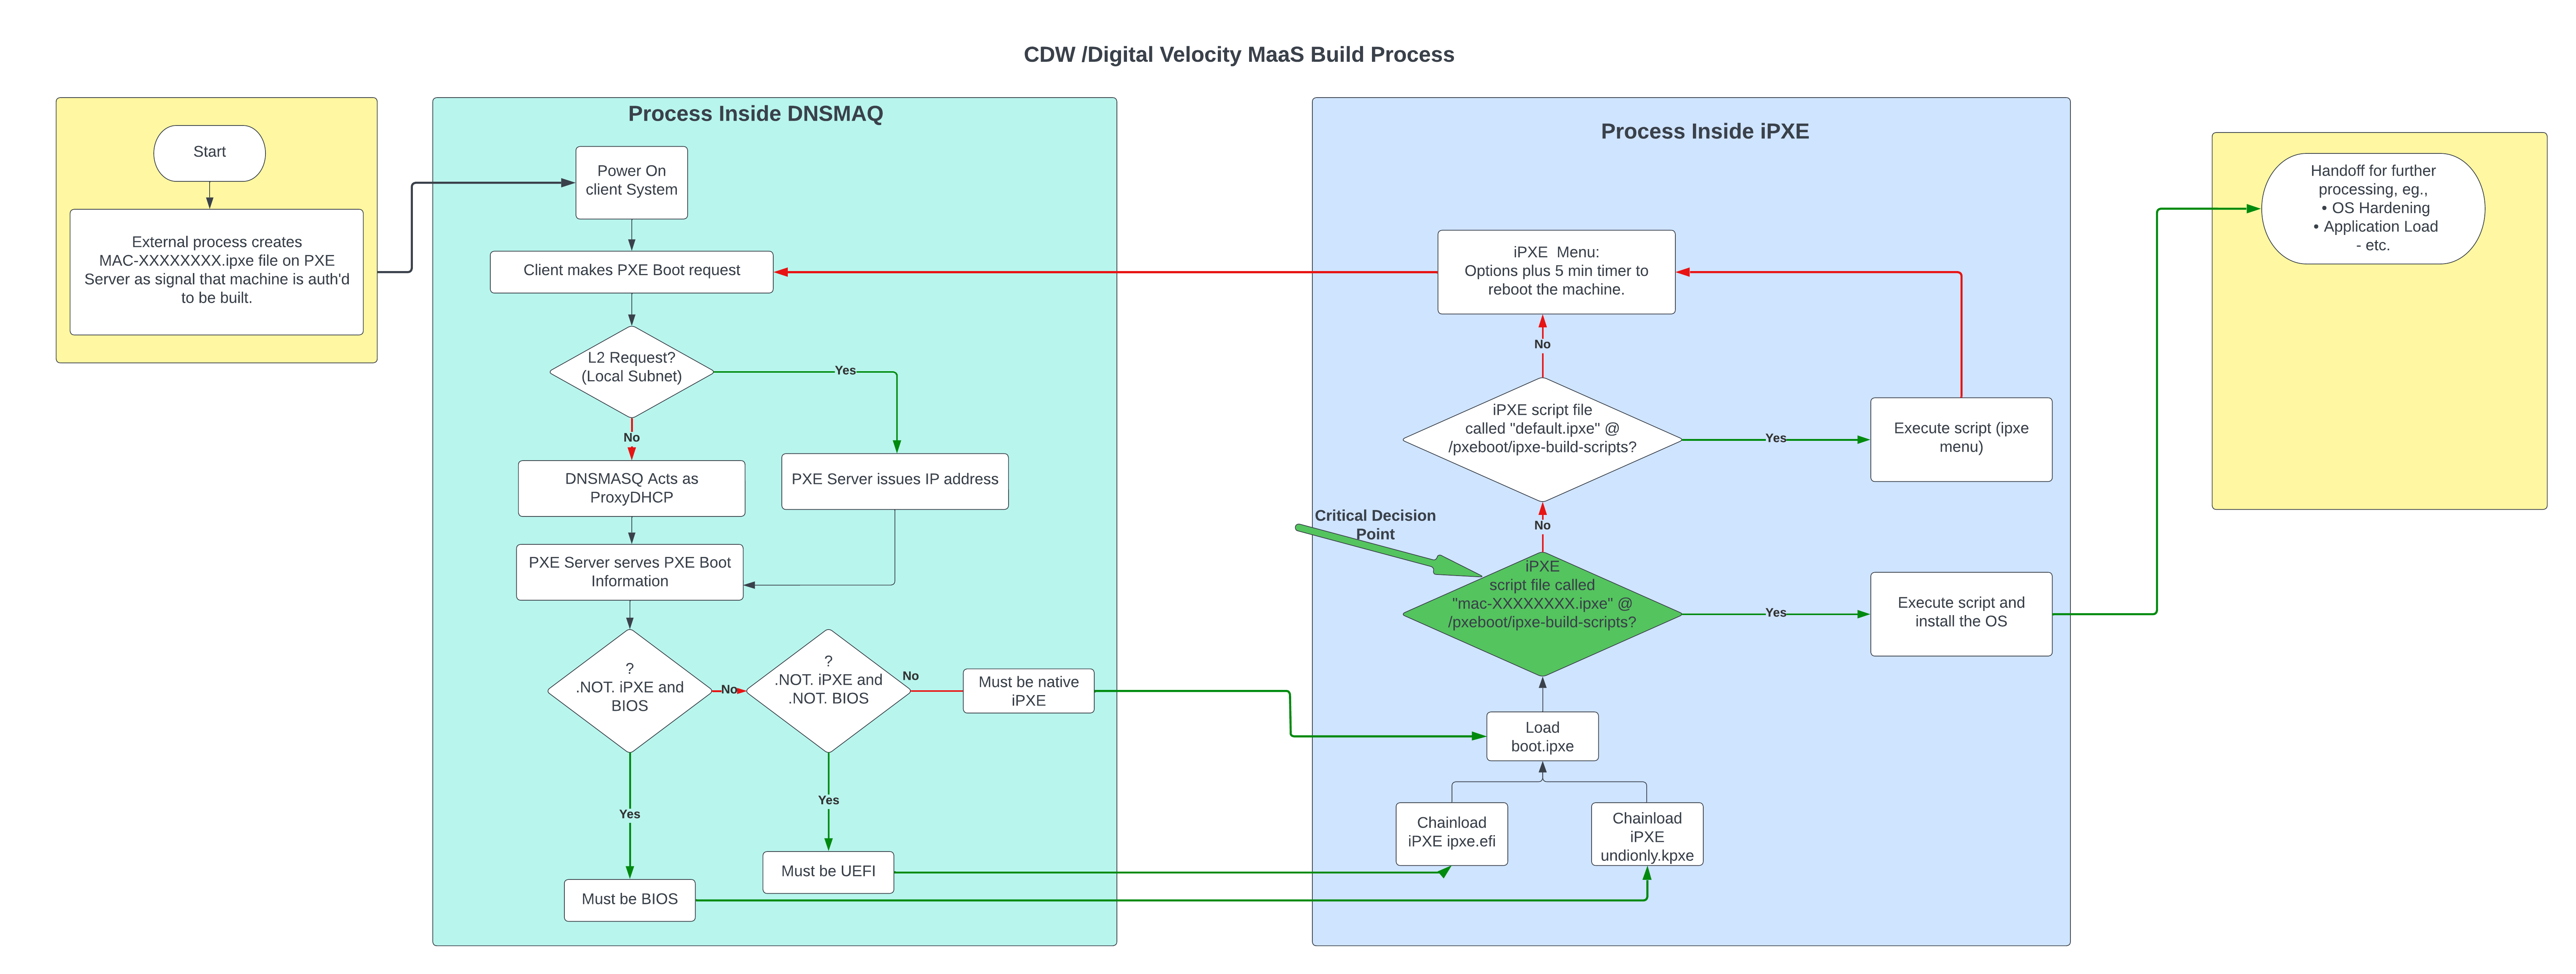 CDW /Digital Velocity MaaS Build Process
Start
External process creates
MAC-XXXXXXXX.ipxe file on PXE
Server as signal that machine is auth'd
to be built.
Process Inside DNSMAQ
Power On
client System
Client makes PXE Boot request
L2 Request?
(Local Subnet)
Yes
No
DNSMASQ Acts as
ProxyDHCP
PXE Server issues IP address
PXE Server serves PXE Boot
Information
?
.NOT. iPXE and
BIOS
No
?
.NOT. iPXE and
.NOT. BIOS
No
Must be native
iPXE
Yes
Yes
Must be UEFI
Must be BIOS
Process Inside iPXE
iPXE  Menu:
Options plus 5 min timer to
reboot the machine.
No
iPXE script file
called "default.ipxe" @
/pxeboot/ipxe-build-scripts?
Yes
Execute script (ipxe
menu)
Critical Decision
Point
No
iPXE
script file called
"mac-XXXXXXXX.ipxe" @
/pxeboot/ipxe-build-scripts?
Yes
Execute script and
install the OS
Load
boot.ipxe
Chainload
iPXE ipxe.efi
Chainload
iPXE
undionly.kpxe
Handoff for further
processing, eg.,
• OS Hardening
• Application Load
- etc.